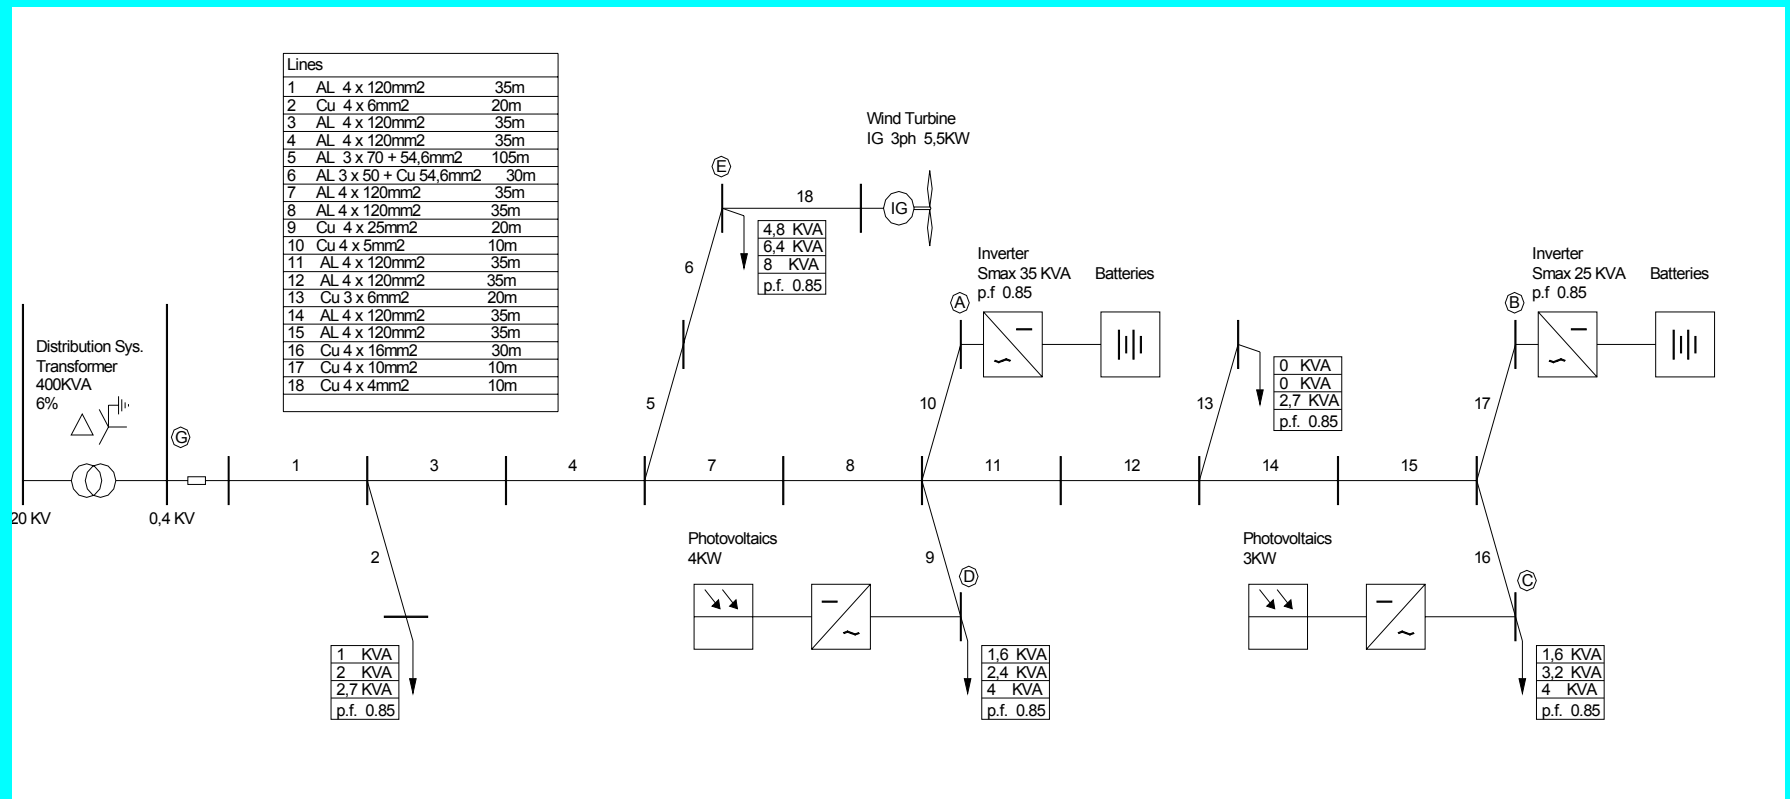 Lines
1 AL 4 x 120mm2 35m
2 Cu 4 x 6mm2 20m
3 AL 4 x 120mm2 35m
4 AL 4 x 120mm2 35m
5 AL 3 x 70 + 54,6mm2 105m
6 AL 3 x 50 + Cu 54,6mm2 30m
7 AL 4 x 120mm2 35m
8 AL 4 x 120mm2 35m
9 Cu 4 x 25mm2 20m
10 Cu 4 x 5mm2 10m
11 AL 4 x 120mm2 35m
12 AL 4 x 120mm2 35m
13 Cu 3 x 6mm2 20m
14 AL 4 x 120mm2 35m
15 AL 4 x 120mm2 35m
16 Cu 4 x 16mm2 30m
17 Cu 4 x 10mm2 10m
18 Cu 4 x 4mm2 10m
Wind Turbine
IG 3ph 5,5KW
E
18
IG
4,8 KVA
6,4 KVA
8 KVA
p.f. 0.85
6
Inverter
Smax 35 KVA
p.f 0.85
Batteries
A
Inverter
Smax 25 KVA
p.f 0.85
Batteries
B
Distribution Sys.
Transformer
400KVA
6%
G
0 KVA
0 KVA
2,7 KVA
p.f. 0.85
5
10
13
17
1
3
4
7
8
11
12
14
15
20 KV
0,4 KV
2
Photovoltaics
4KW
9
D
Photovoltaics
3KW
16
C
1 KVA
2 KVA
2,7 KVA
p.f. 0.85
1,6 KVA
2,4 KVA
4 KVA
p.f. 0.85
1,6 KVA
3,2 KVA
4 KVA
p.f. 0.85